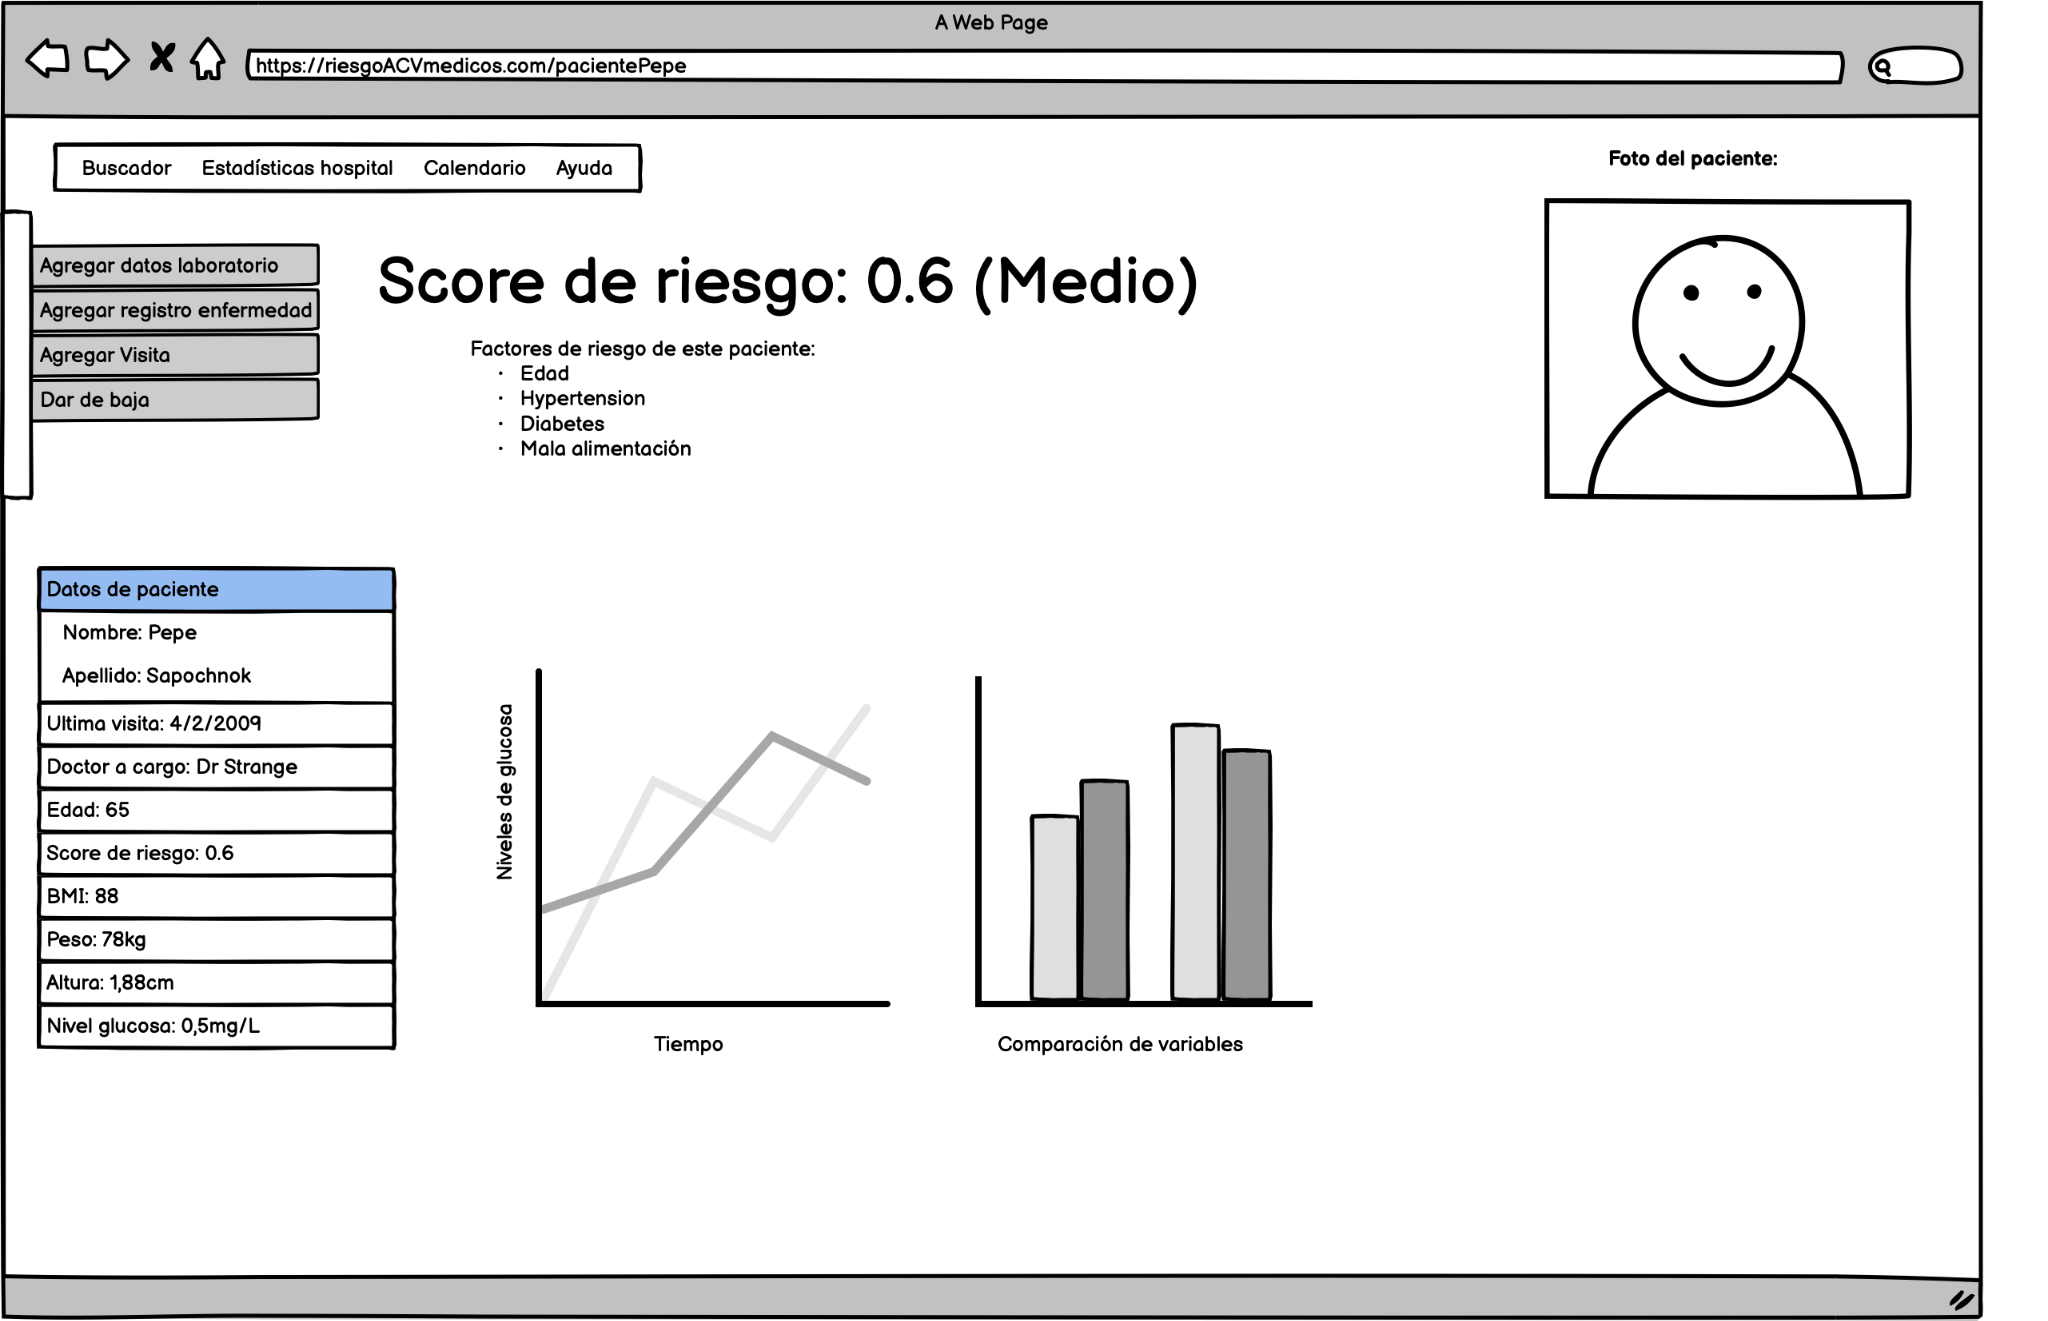 A Web Page
https://riesgoACVmedicos.com/pacientePepe
Buscador Estadísticas hospital Calendario Ayuda
Foto del paciente:
Agregar datos laboratorio
Agregar registro enfermedad
Agregar Visita
Dar de baja
Score de riesgo: 0.6 (Medio)
Factores de riesgo de este paciente:
• Edad
• Hypertension
• Diabetes
• Mala alimentación
Datos de paciente
Nombre: Pepe
Apellido: Sapochnok
Ultima visita: 4/2/2009
Doctor a cargo: Dr Strange
Edad: 65
Score de riesgo: 0.6
BMI: 88
Peso: 78kg
Altura: 1,88cm
Nivel glucosa: 0,5mg/L
Niveles de glucosa
Tiempo
Comparación de variables